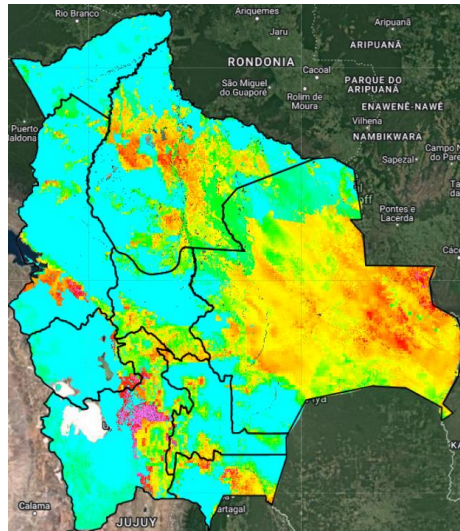 Rio Branco
Ariquemes
Jaru
Aripuanã
ARIPUANÃ
RONDONIA
Cacoal
São Miguel
do Guaporé
Rolim de
Moura
PARQUE DO
ARIPUANÃ
ENAWENÊ-NAWÊ
Vilhena
NAMBIKWARA
Puerto
Sapezal
Campo N
do Pare
Pontes e
Lacerda
Các
Calama
JUJUY